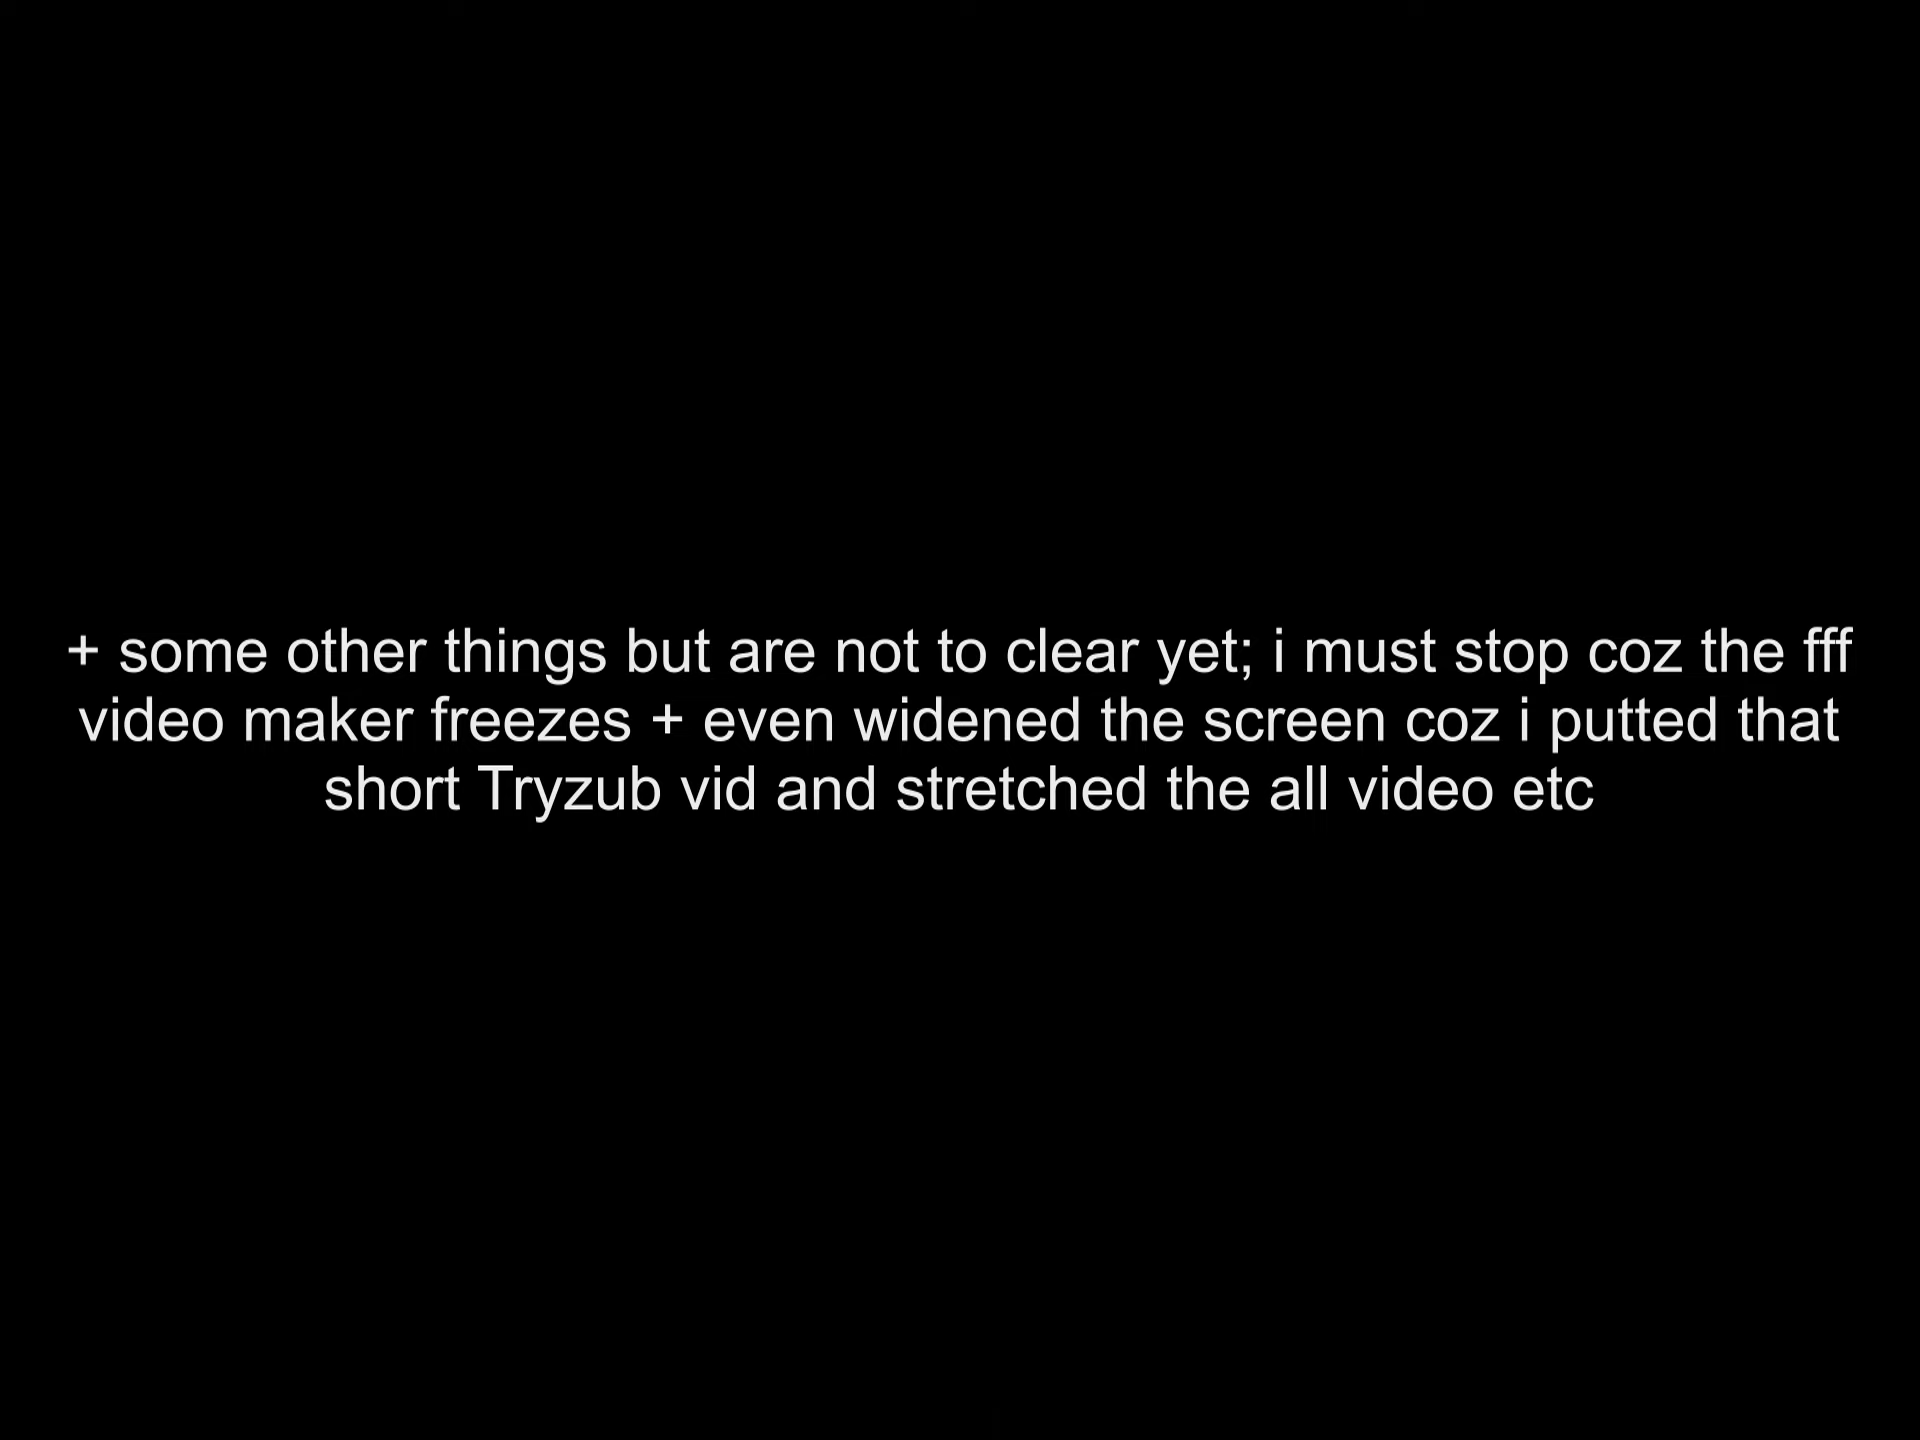 + some other things but are not to clear yet; i must stop coz the fff
video maker freezes + even widened the screen coz i putted that
short Tryzub vid and stretched the all video etc